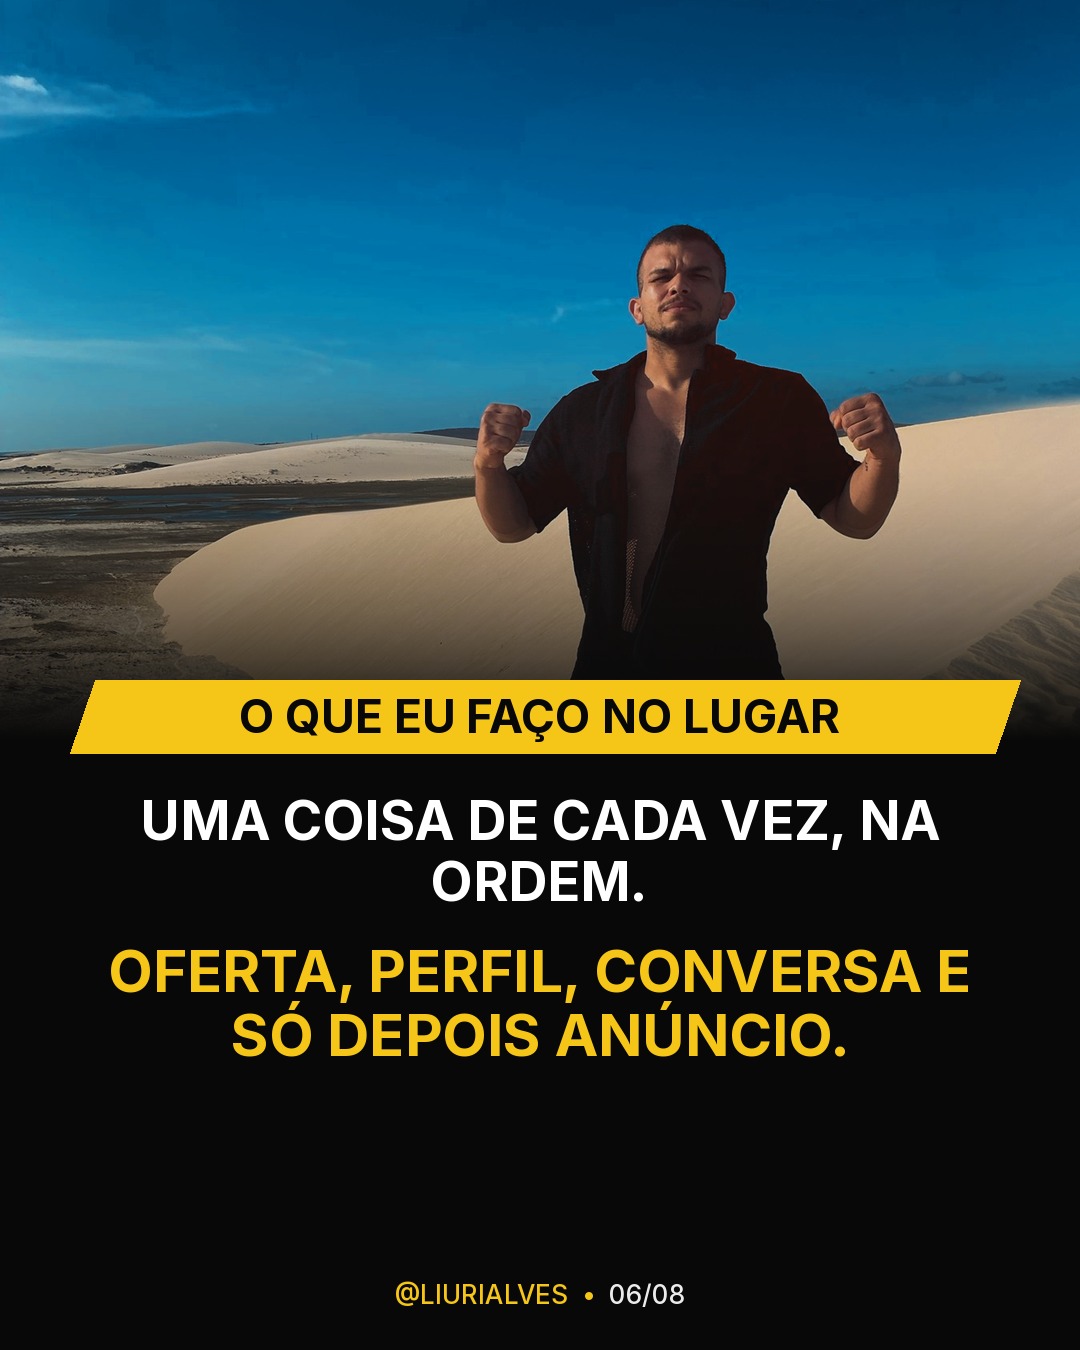 O QUE EU FAÇO NO LUGAR
UMA COISA DE CADA VEZ, NA
ORDEM.
OFERTA, PERFIL, CONVERSA E
SÓ DEPOIS ANÚNCIO.
@LIURIALVES • 06/08